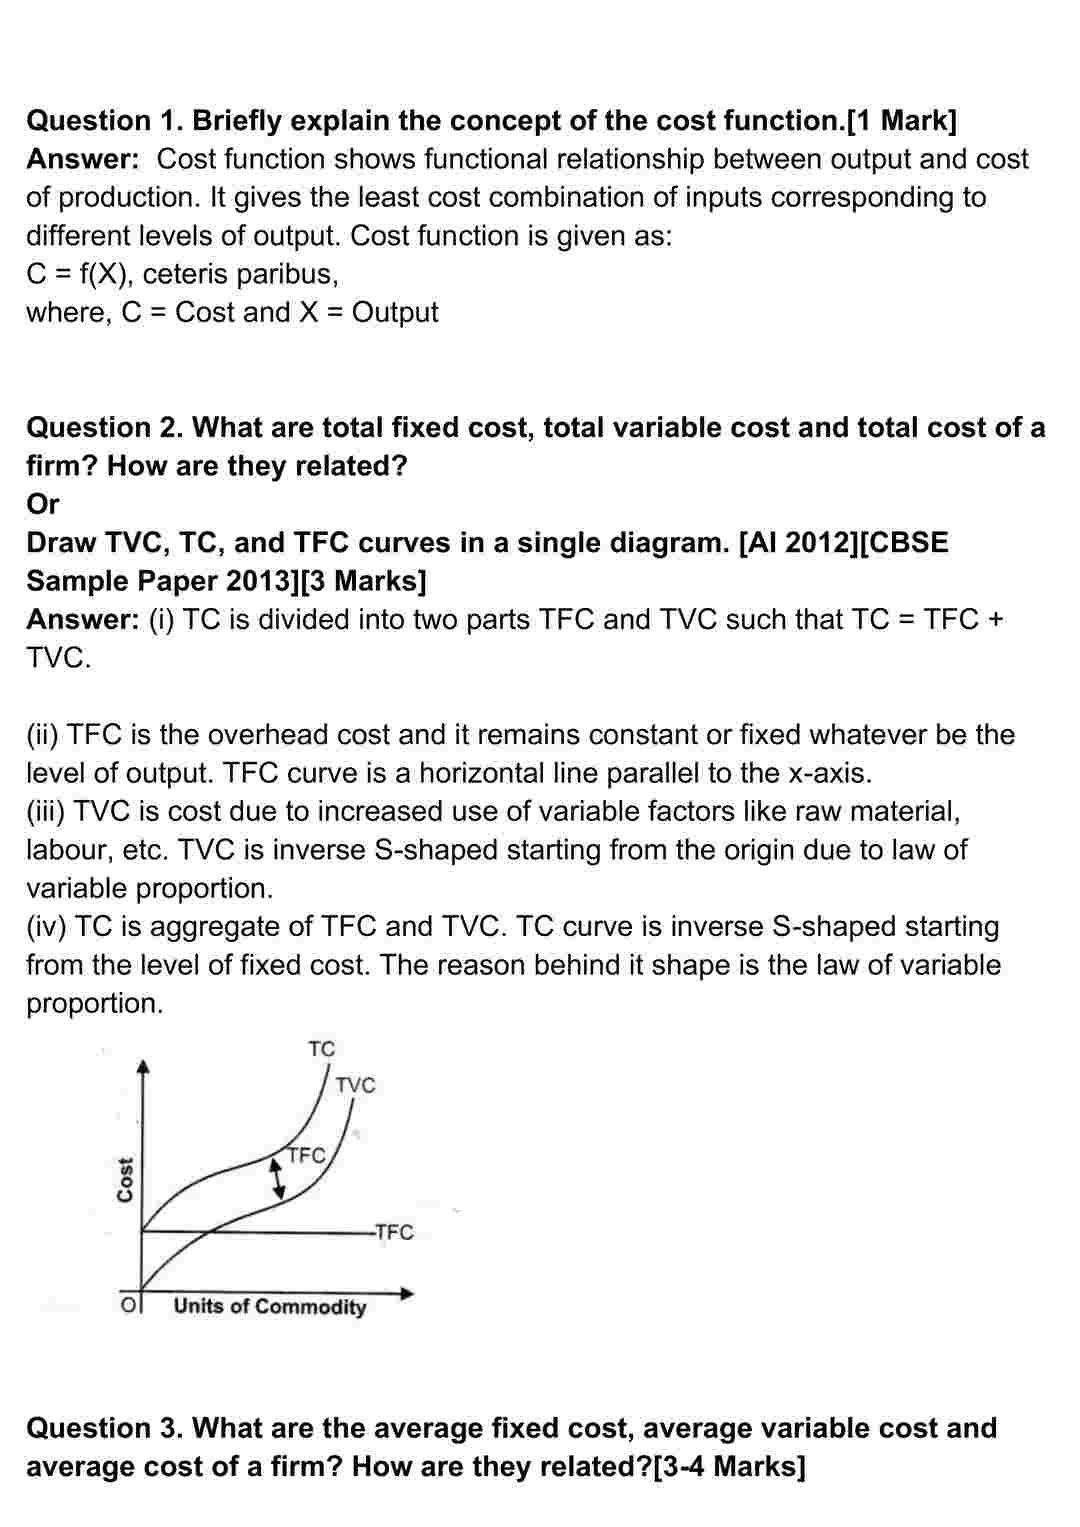 Question 1. Briefly explain the concept of the cost function.[1 Mark]
Answer: Cost function shows functional relationship between output and cost
of production. It gives the least cost combination of inputs corresponding to
different levels of output. Cost function is given as:
C = f(X), ceteris paribus,
where, C = Cost and X = Output
Question 2. What are total fixed cost, total variable cost and total cost of a
firm? How are they related?
Or
Draw TVC, TC, and TFC curves in a single diagram. [AI 2012][CBSE
Sample Paper 2013][3 Marks]
Answer: (i) TC is divided into two parts TFC and TVC such that TC = TFC +
TVC.
(ii) TFC is the overhead cost and it remains constant or fixed whatever be the
level of output. TFC curve is a horizontal line parallel to the x-axis.
(iii) TVC is cost due to increased use of variable factors like raw material,
labour, etc. TVC is inverse S-shaped starting from the origin due to law of
variable proportion.
(iv) TC is aggregate of TFC and TVC. TC curve is inverse S-shaped starting
from the level of fixed cost. The reason behind it shape is the law of variable
proportion.
TC
TVC
TFC
Cost
TFC
O
Units of Commodity
Question 3. What are the average fixed cost, average variable cost and
average cost of a firm? How are they related?[3-4 Marks]